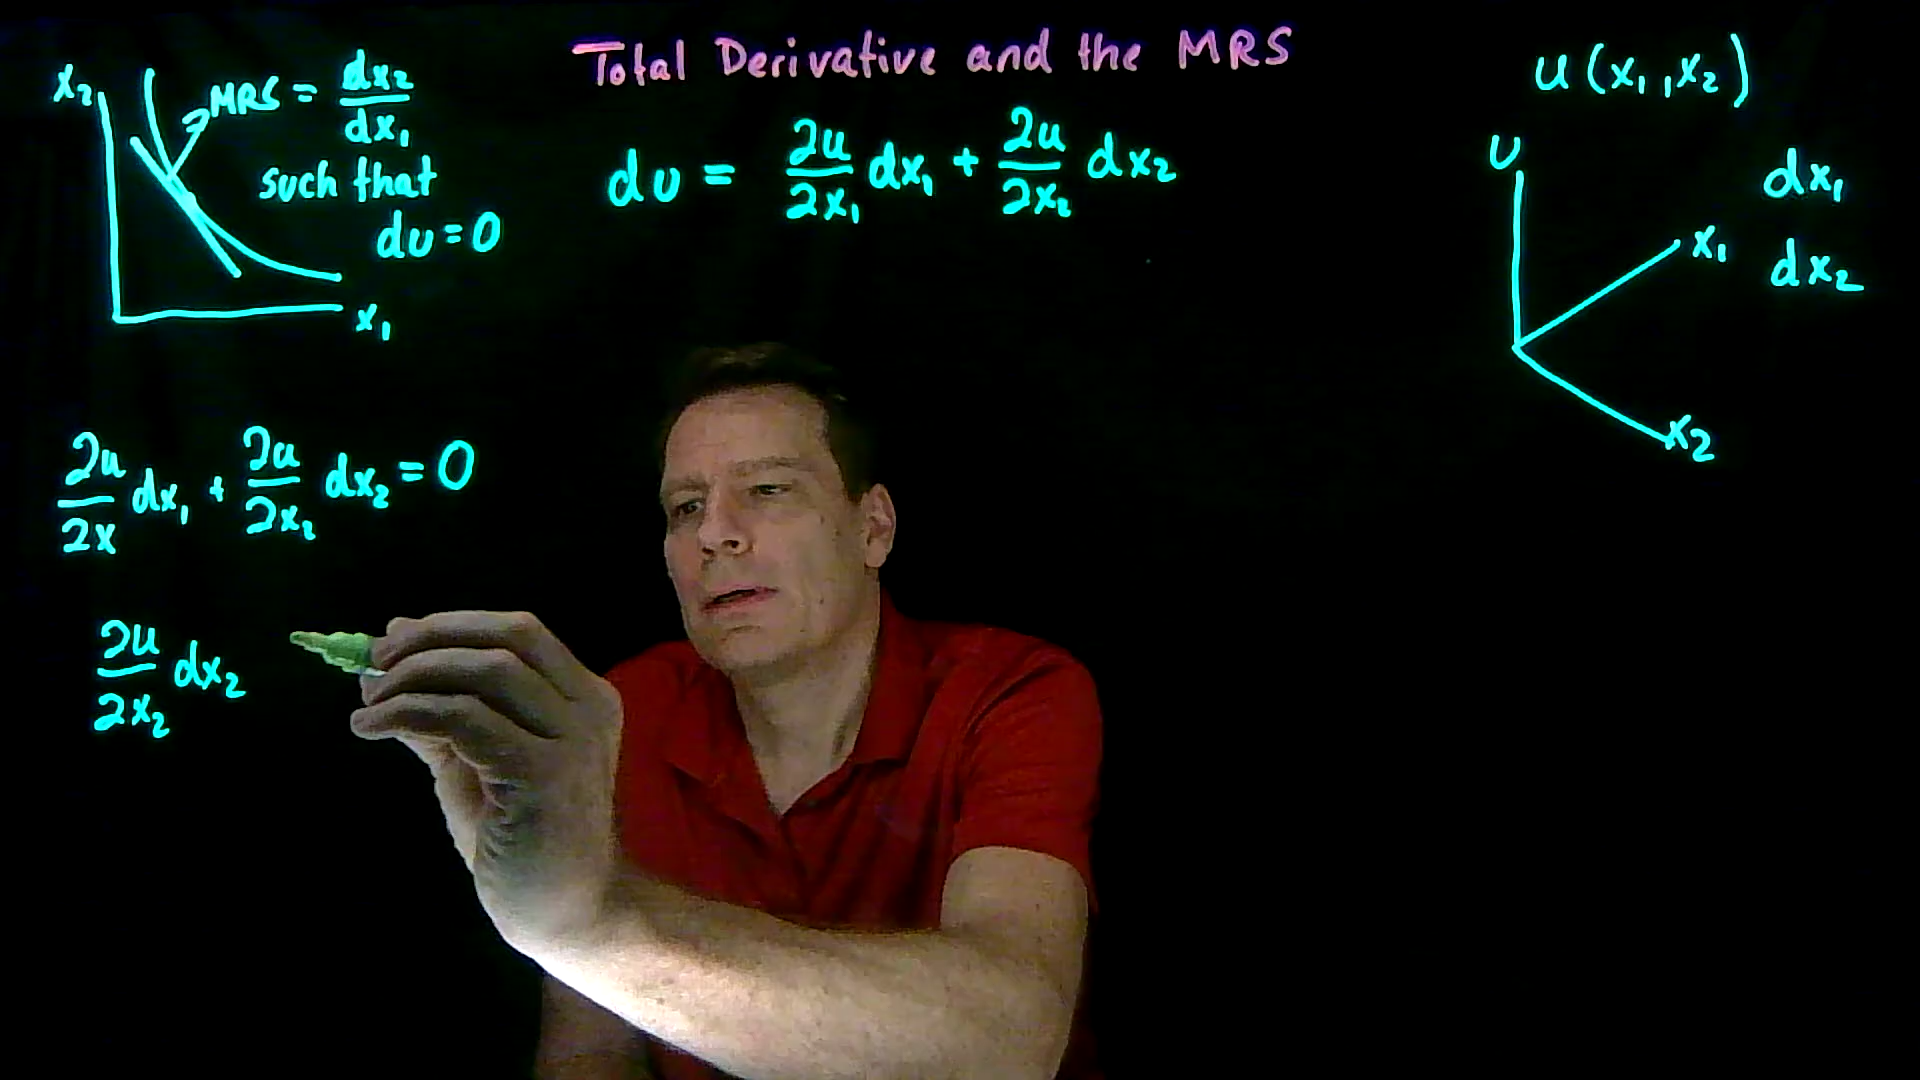 Total Derivative and the MRS
x₂
MRS = dx₂/dx₁
such that
du = 0
x₁
du = ∂u/∂x₁ dx₁ + ∂u/∂x₂ dx₂
u(x₁,x₂)
U
dx₁
x₁
dx₂
x₂
∂u/∂x dx₁ + ∂u/∂x₂ dx₂ = 0
∂u/∂x₂ dx₂